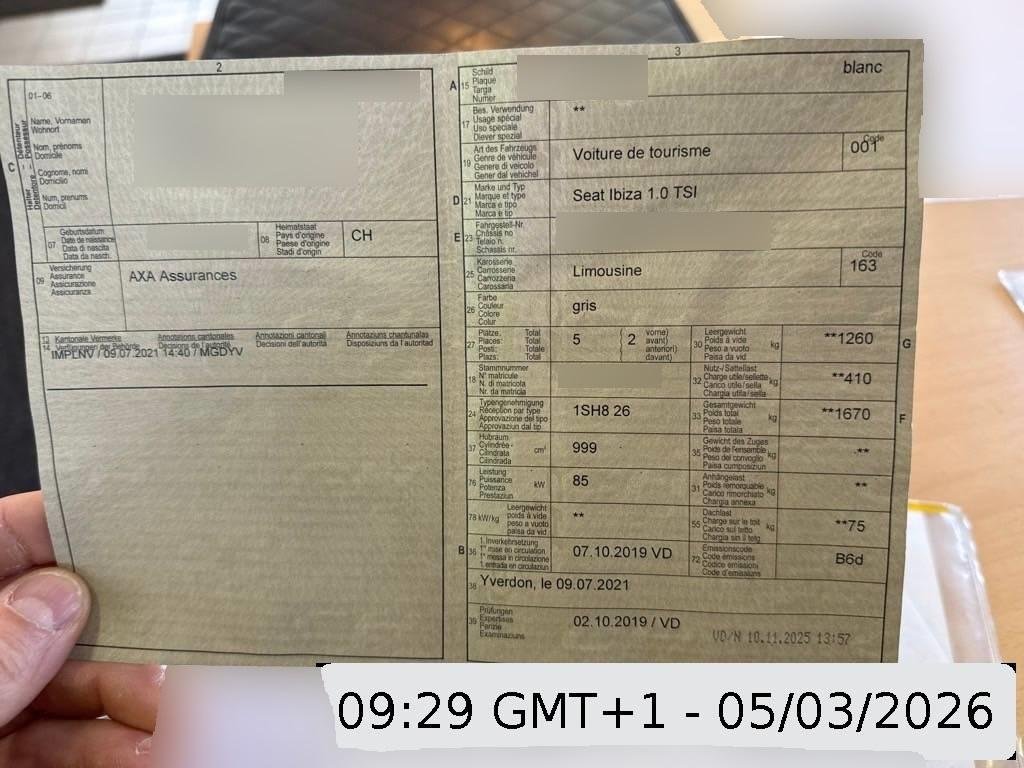 2
01-06
Détenteur Possesseur
C
Halter Detentore
Name, Vornamen
Wohnort
Nom, prénoms
Domicile
Cognome, nomi
Domicilio
Num, prenums
Domicil
07
Geburtsdatum
Date de naissance
Data di nascita
Data da nasch.
08
Heimatstaat
Pays d'origine
Paese d'origine
Stadi d'origin
CH
09
Versicherung
Assurance
Assicurazione
Assicuranza
AXA Assurances
13 Kantonale Vermerke Annotations cantonales Annotazioni cantonali Annotaziuns chantunalas
14 Verfügungen der Behörde Décisions de l'autorité Decisioni dell'autorità Disposiziuns da l'autoritad
IMPLNV / 09.07.2021 14:40 / MGDYV
3
A 15
Schild
Plaque
Targa
Numer
blanc
17
Bes. Verwendung
Usage spécial
Uso speciale
Diever spezial
**
19
Art des Fahrzeugs
Genre de véhicule
Genere di veicolo
Gener dal vehichel
Voiture de tourisme
Code
001
D 21
Marke und Typ
Marque et type
Marca e tipo
Marca e tip
Seat Ibiza 1.0 TSI
E 23
Fahrgestell-Nr.
Châssis no
Telaio n.
Schassis nr.
25
Karosserie
Carrosserie
Carrozzeria
Carossaria
Limousine
Code
163
26
Farbe
Couleur
Colore
Colur
gris
27
Plätze: Total
Places: Total
Posti: Totale
Plazs: Total
5 ( 2
vorne)
avant)
anteriori)
davant)
30
Leergewicht
Poids à vide
Peso a vuoto
Paisa da vid
kg
**1260
G
18
Stammnummer
N° matricule
N. di matricola
Nr. da matricla
32
Nutz-/Sattellast
Charge utile/sellette
Carico utile/sella
Chargia utila/sella
kg
**410
24
Typengenehmigung
Réception par type
Approvazione del tipo
Approvaziun dal tip
1SH8 26
33
Gesamtgewicht
Poids total
Peso totale
Paisa totala
kg
**1670
F
37
Hubraum
Cylindrée
Cilindrata
Cilindrada
cm³
999
35
Gewicht des Zuges
Poids de l'ensemble
Peso del convoglio
Paisa cumposiziun
kg
**
76
Leistung
Puissance
Potenza
Prestaziun
kW
85
31
Anhängelast
Poids remorquable
Carico rimorchiato
Chargia annexa
kg
**
78 kW/kg
Leergewicht
poids à vide
peso a vuoto
paisa da vid
**
55
Dachlast
Charge sur le toit
Carico sul tetto
Chargia sin il tetg
kg
**75
B 36
1. Inverkehrsetzung
1re mise en circulation
1a messa in circolazione
1. entrada en circulaziun
07.10.2019 VD
72
Emissionscode
Code émissions
Codice emissioni
Code d'emissiuns
B6d
38 Yverdon, le 09.07.2021
39
Prüfungen
Expertises
Perizie
Examinaziuns
02.10.2019 / VD
VD/N 10.11.2025 13:57
09:29 GMT+1 - 05/03/2026